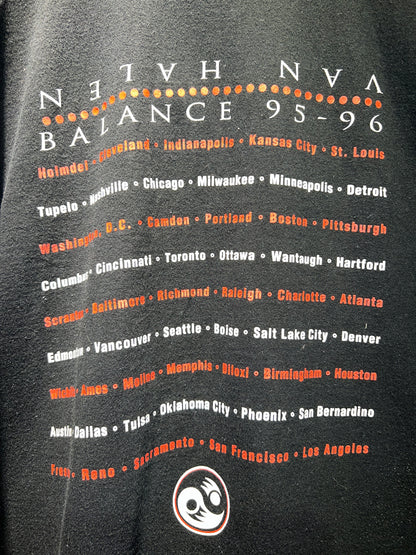 VAN HALEN
BALANCE 95-96
Holmdel • Cleveland • Indianapolis • Kansas City • St. Louis
Tupelo • Nashville • Chicago • Milwaukee • Minneapolis • Detroit
Washington, D.C. • Camden • Portland • Boston • Pittsburgh
Columbus • Cincinnati • Toronto • Ottawa • Wantaugh • Hartford
Scranton • Baltimore • Richmond • Raleigh • Charlotte • Atlanta
Edmonton • Vancouver • Seattle • Boise • Salt Lake City • Denver
Wichita • Ames • Moline • Memphis • Biloxi • Birmingham • Houston
Austin • Dallas • Tulsa • Oklahoma City • Phoenix • San Bernardino
Fresno • Reno • Sacramento • San Francisco • Los Angeles